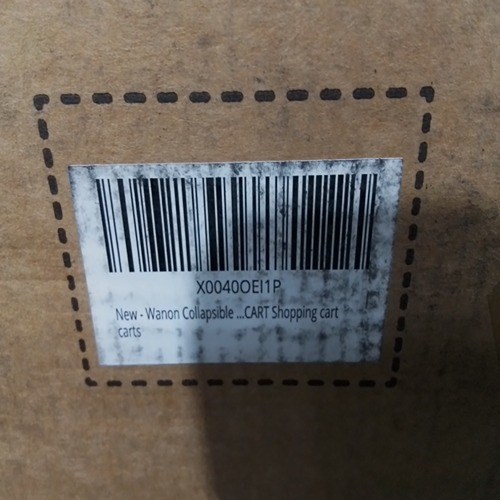 X0040OEI1P
New - Wanon Collapsible ...CART Shopping cart
carts